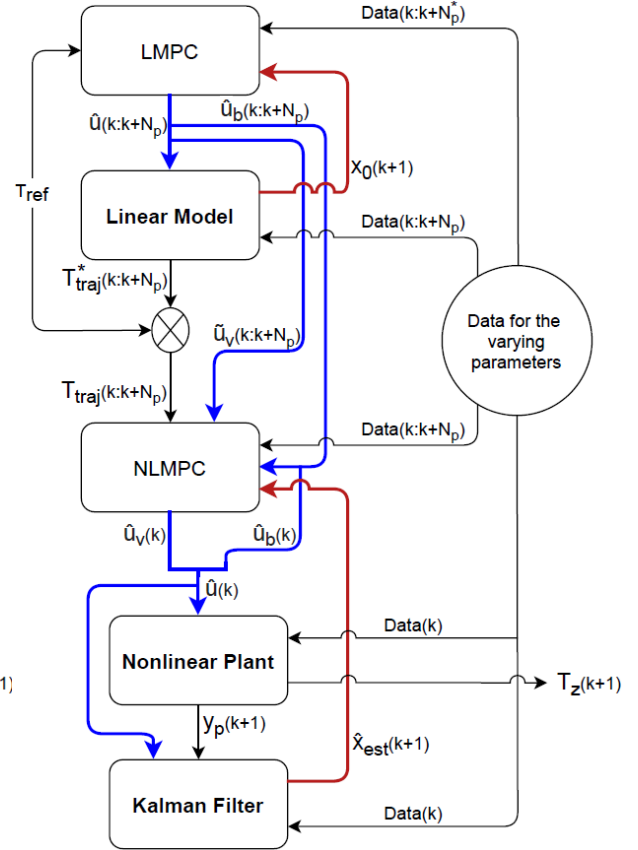 Data(k:k+N*p)
LMPC
û(k:k+Np)
ûb(k:k+Np)
x0(k+1)
Tref
Linear Model
Data(k:k+Np)
T*traj(k:k+Np)
Data for the
varying
parameters
ũv(k:k+Np)
Ttraj(k:k+Np)
Data(k:k+Np)
NLMPC
ûv(k)
ûb(k)
û(k)
Data(k)
Nonlinear Plant
1)
Tz(k+1)
yp(k+1)
x̂est(k+1)
Kalman Filter
Data(k)